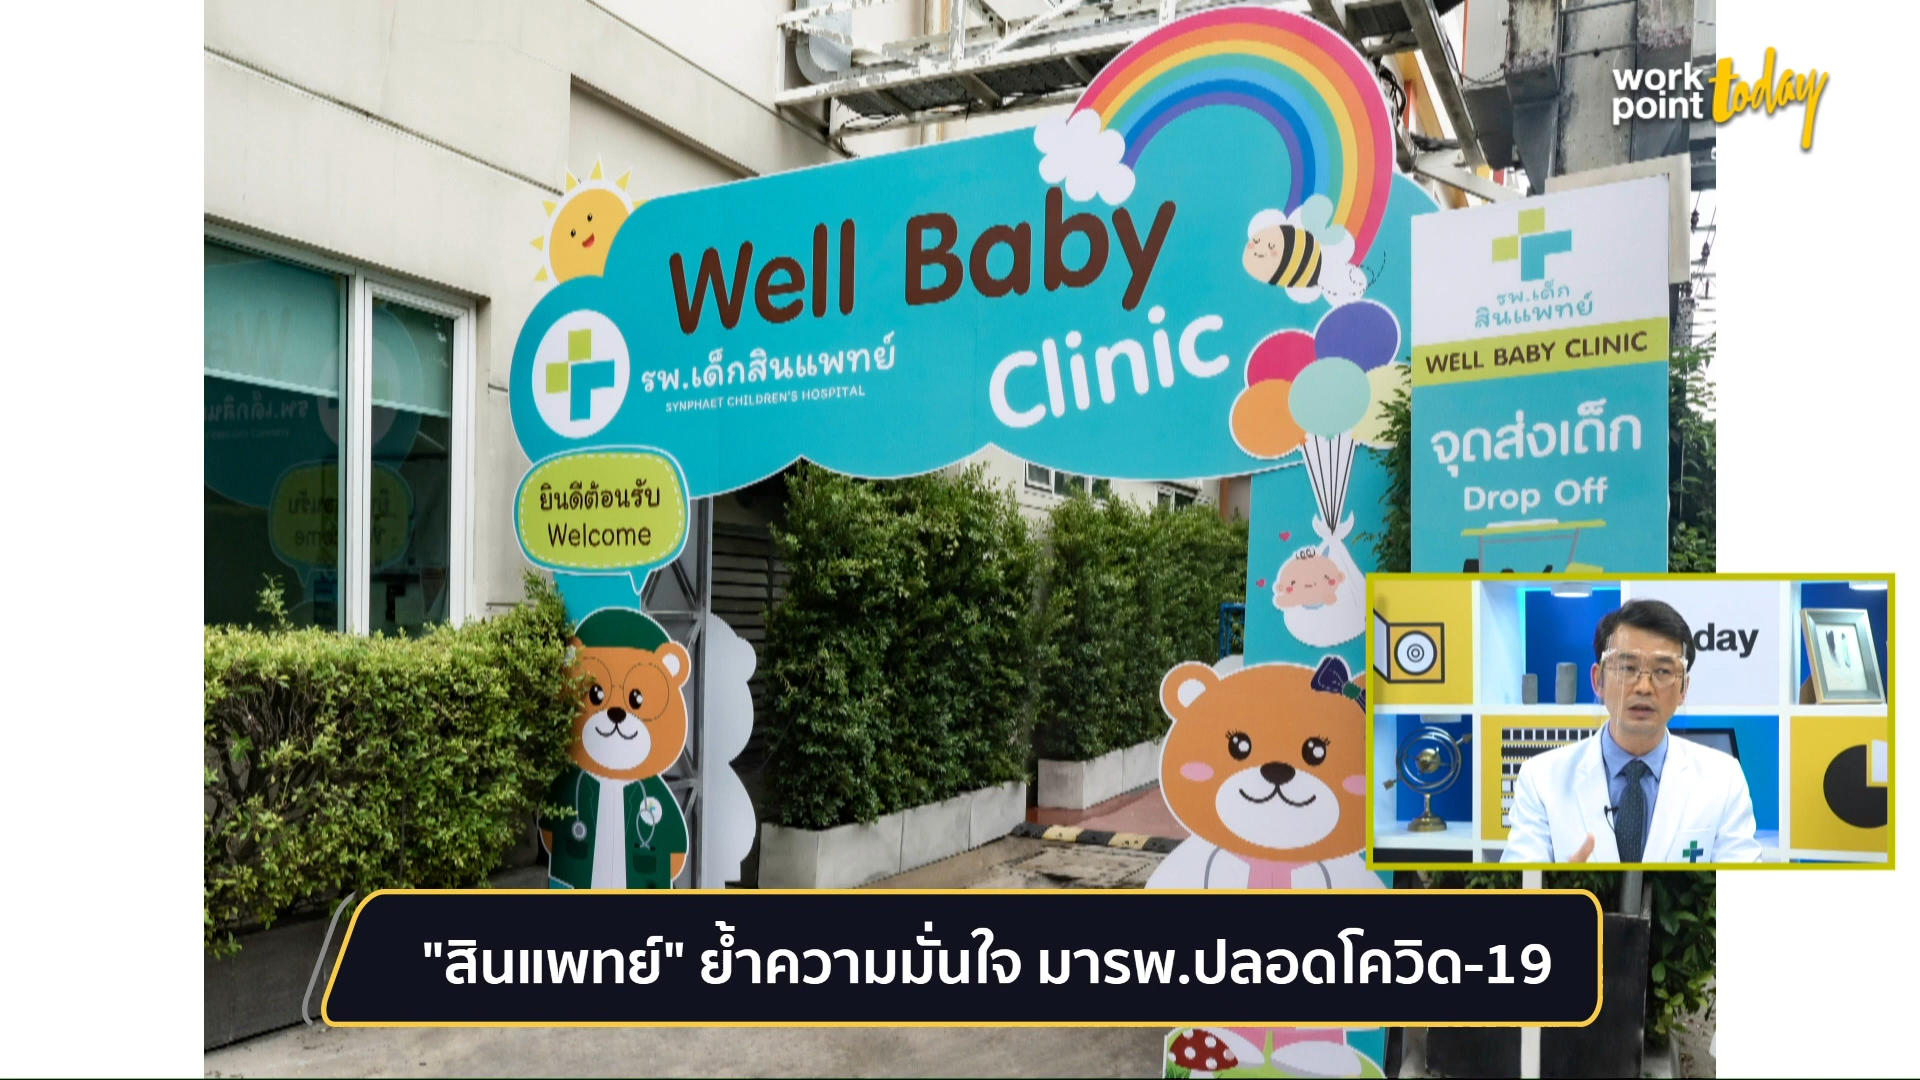 work
point today
Well Baby
Clinic
รพ.เด็กสินแพทย์
SYNPHAET CHILDREN'S HOSPITAL
ยินดีต้อนรับ
Welcome
รพ.เด็ก
สินแพทย์
WELL BABY CLINIC
จุดส่งเด็ก
Drop Off
day
"สินแพทย์" ย้ำความมั่นใจ มารพ.ปลอดโควิด-19